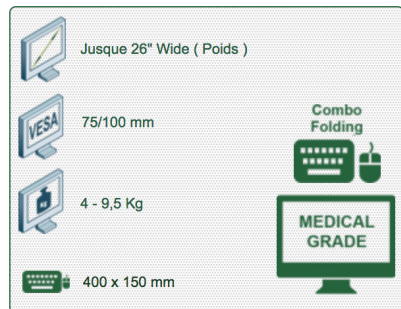 Jusque 26" Wide ( Poids )
VESA
75/100 mm
KG
4 - 9,5 Kg
400 x 150 mm
Combo
Folding
MEDICAL
GRADE